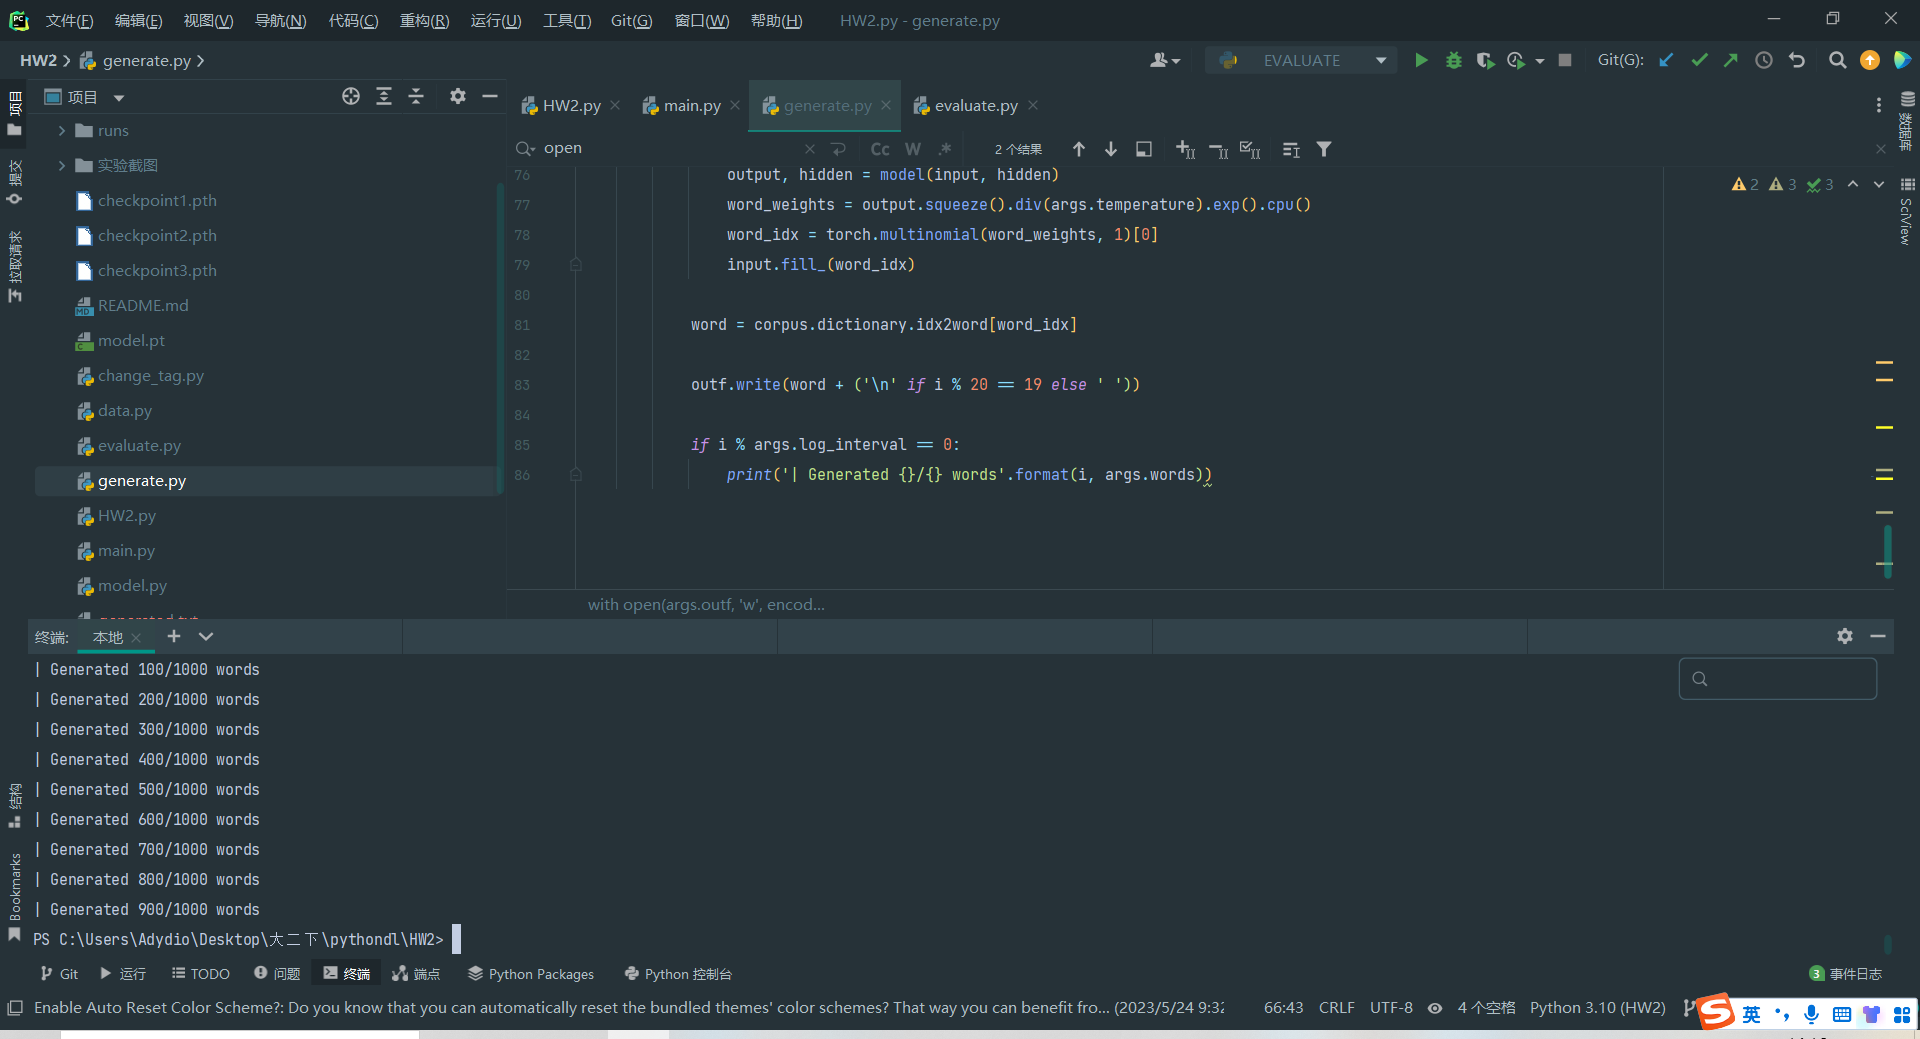 文件(F) 编辑(E) 视图(V) 导航(N) 代码(C) 重构(R) 运行(U) 工具(T) Git(G) 窗口(W) 帮助(H) HW2.py - generate.py
HW2 generate.py
EVALUATE
Git(G):
项目
提交
拉取请求
结构
Bookmarks
项目
runs
实验截图
checkpoint1.pth
checkpoint2.pth
checkpoint3.pth
README.md
model.pt
change_tag.py
data.py
evaluate.py
generate.py
HW2.py
main.py
model.py
HW2.py main.py generate.py evaluate.py
open
Cc W .*
2 个结果
2 3 3
76 output, hidden = model(input, hidden)
77 word_weights = output.squeeze().div(args.temperature).exp().cpu()
78 word_idx = torch.multinomial(word_weights, 1)[0]
79 input.fill_(word_idx)
80
81 word = corpus.dictionary.idx2word[word_idx]
82
83 outf.write(word + ('\n' if i % 20 == 19 else ' '))
84
85 if i % args.log_interval == 0:
86 print('| Generated {}/{} words'.format(i, args.words))
with open(args.outf, 'w', encod...
数据库
SciView
终端: 本地
| Generated 100/1000 words
| Generated 200/1000 words
| Generated 300/1000 words
| Generated 400/1000 words
| Generated 500/1000 words
| Generated 600/1000 words
| Generated 700/1000 words
| Generated 800/1000 words
| Generated 900/1000 words
PS C:\Users\Adydio\Desktop\大二下\pythondl\HW2>
Git 运行 TODO 问题 终端 端点 Python Packages Python 控制台 3 事件日志
Enable Auto Reset Color Scheme?: Do you know that you can automatically reset the bundled themes' color schemes? That way you can benefit fro... (2023/5/24 9:32 66:43 CRLF UTF-8 4 个空格 Python 3.10 (HW2)
英